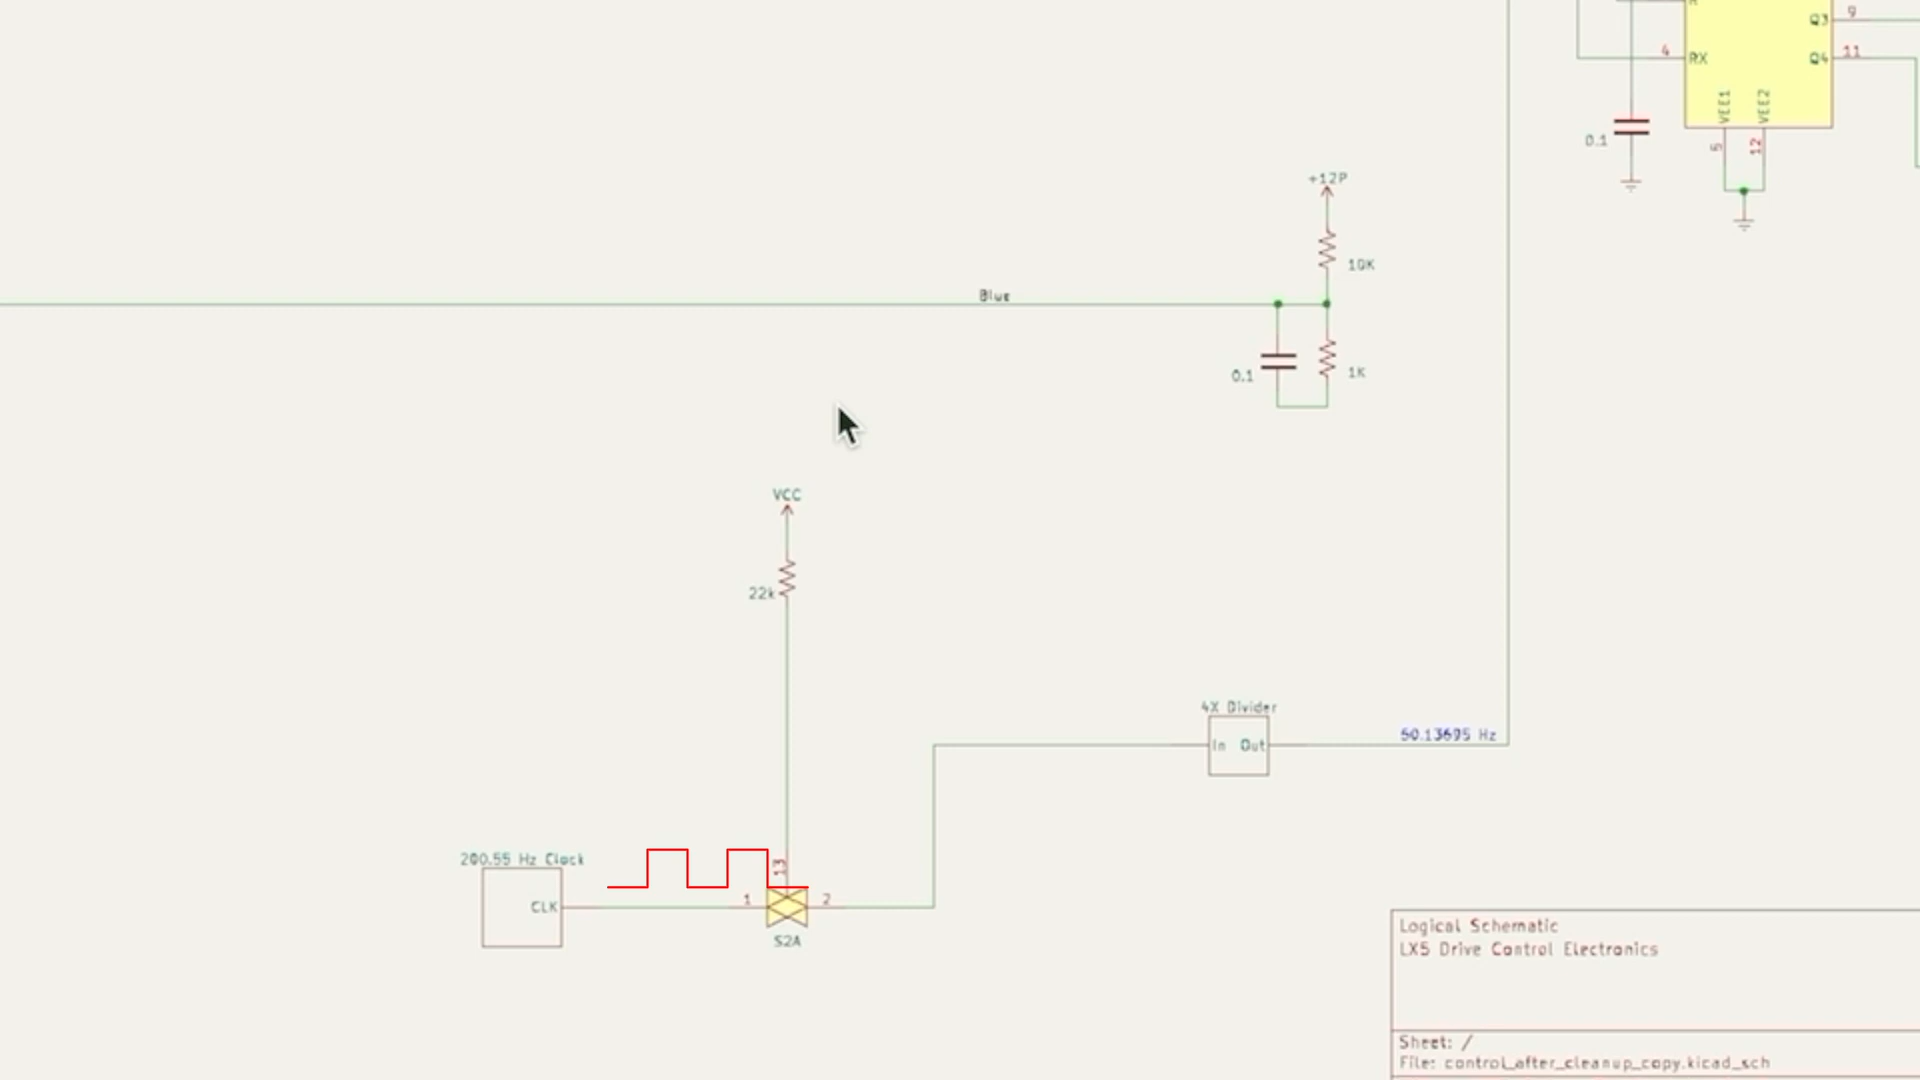 Q3 9
4 RX Q4 11
VEE1 VEE2
0.1
5 12
+12P
10K
Blue
0.1 1K
VCC
22k
4X Divider
In Out
50.13695 Hz
200.55 Hz Clock
13
CLK 1 2
S2A
Logical Schematic
LX5 Drive Control Electronics
Sheet: /
File: control_after_cleanup_copy.kicad_sch